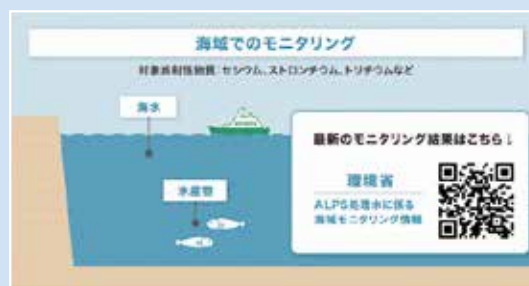 海域でのモニタリング
対象放射性物質：セシウム、ストロンチウム、トリチウムなど
海水
最新のモニタリング結果はこちら↓
環境省
水産物
ALPS処理水に係る
海域モニタリング情報